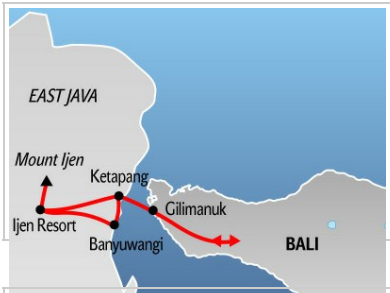 EAST JAVA
Mount Ijen
Ketapang
Gilimanuk
Ijen Resort
Banyuwangi
BALI